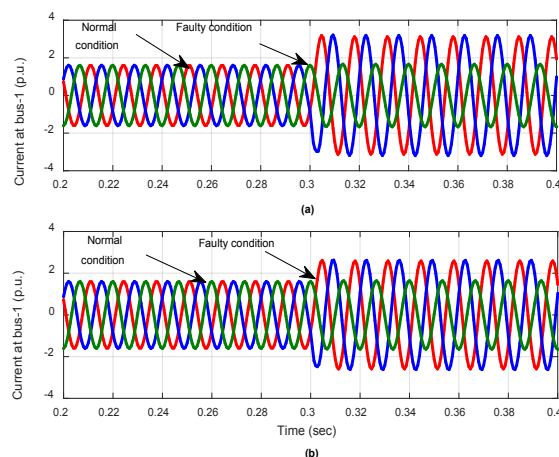 Normal
condition
Faulty condition
Current at bus-1 (p.u.)
4
2
0
-2
-4
0.2 0.22 0.24 0.26 0.28 0.3 0.32 0.34 0.36 0.38 0.4
(a)
Normal
condition
Faulty condition
Current at bus-1 (p.u.)
4
2
0
-2
-4
0.2 0.22 0.24 0.26 0.28 0.3 0.32 0.34 0.36 0.38 0.4
Time (sec)
(b)